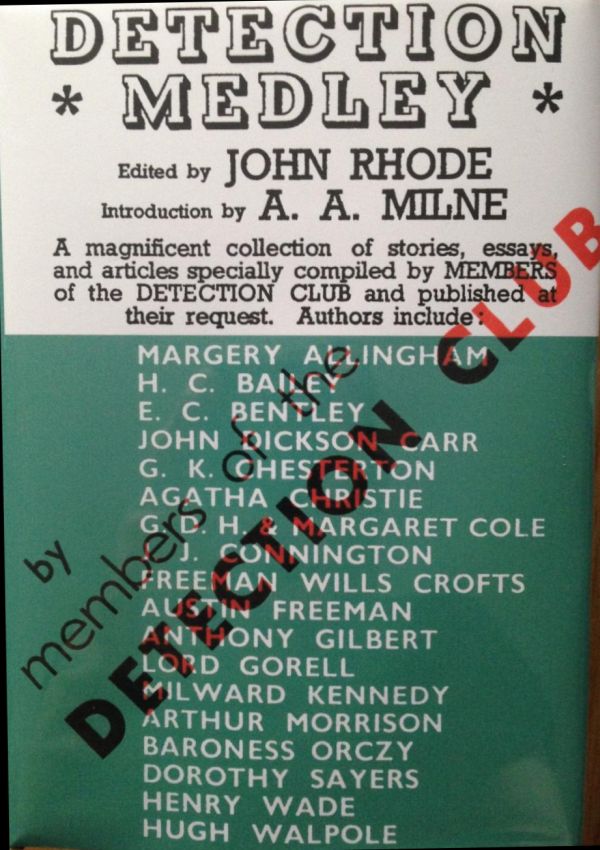 DETECTION
* MEDLEY *
Edited by JOHN RHODE
Introduction by A. A. MILNE
A magnificent collection of stories, essays,
and articles specially compiled by MEMBERS
of the DETECTION CLUB and published at
their request. Authors include:
MARGERY ALLINGHAM
H. C. BAILEY
E. C. BENTLEY
JOHN DICKSON CARR
G. K. CHESTERTON
AGATHA CHRISTIE
G. D. H. & MARGARET COLE
J. J. CONNINGTON
FREEMAN WILLS CROFTS
AUSTIN FREEMAN
ANTHONY GILBERT
LORD GORELL
MILWARD KENNEDY
ARTHUR MORRISON
BARONESS ORCZY
DOROTHY SAYERS
HENRY WADE
HUGH WALPOLE
by
members of the
DETECTION CLUB